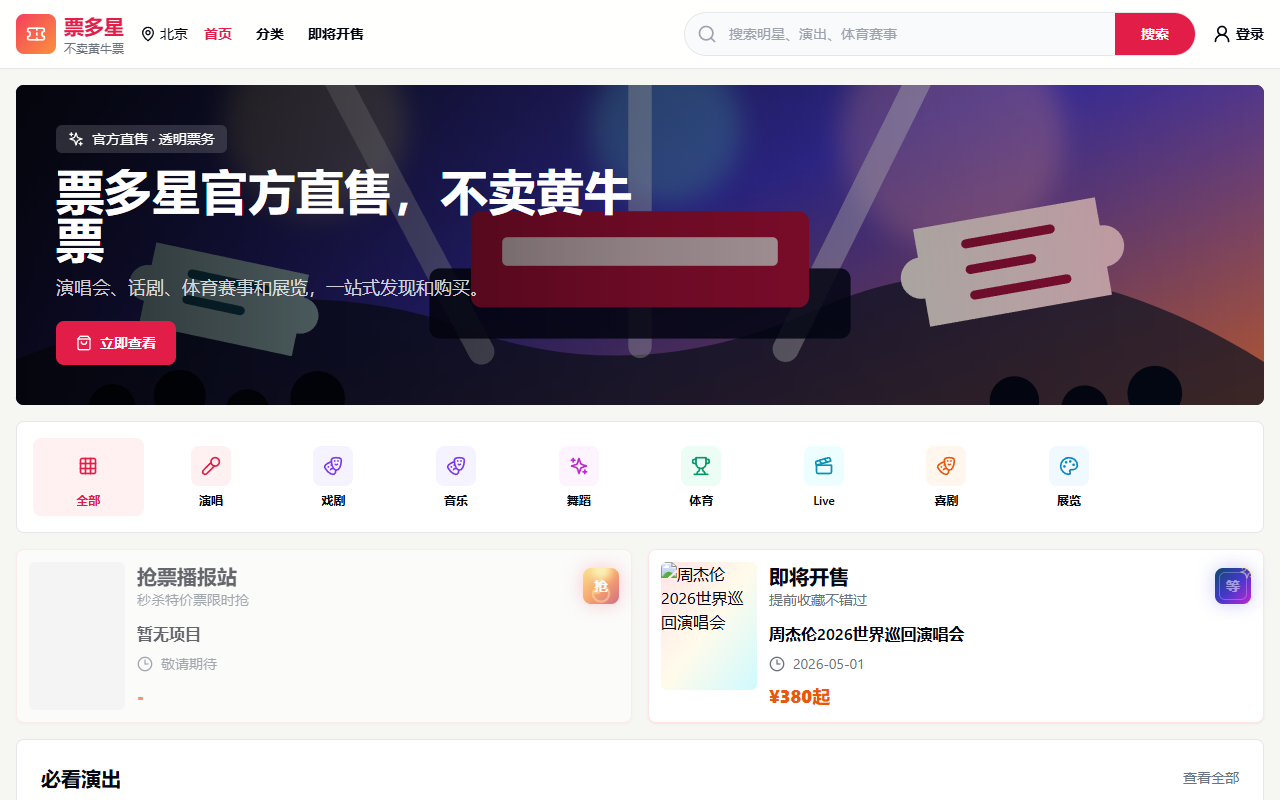 票多星
不卖黄牛票
北京
首页
分类
即将开售
搜索明星、演出、体育赛事
搜索
登录
官方直售 · 透明票务
票多星官方直售，不卖黄牛
票
演唱会、话剧、体育赛事和展览，一站式发现和购买。
立即查看
全部
演唱
戏剧
音乐
舞蹈
体育
Live
喜剧
展览
抢票播报站
秒杀特价票限时抢
抢
暂无项目
敬请期待
-
周杰伦
2026世界巡
回演唱会
即将开售
提前收藏不错过
等
周杰伦2026世界巡回演唱会
2026-05-01
¥380起
必看演出
查看全部